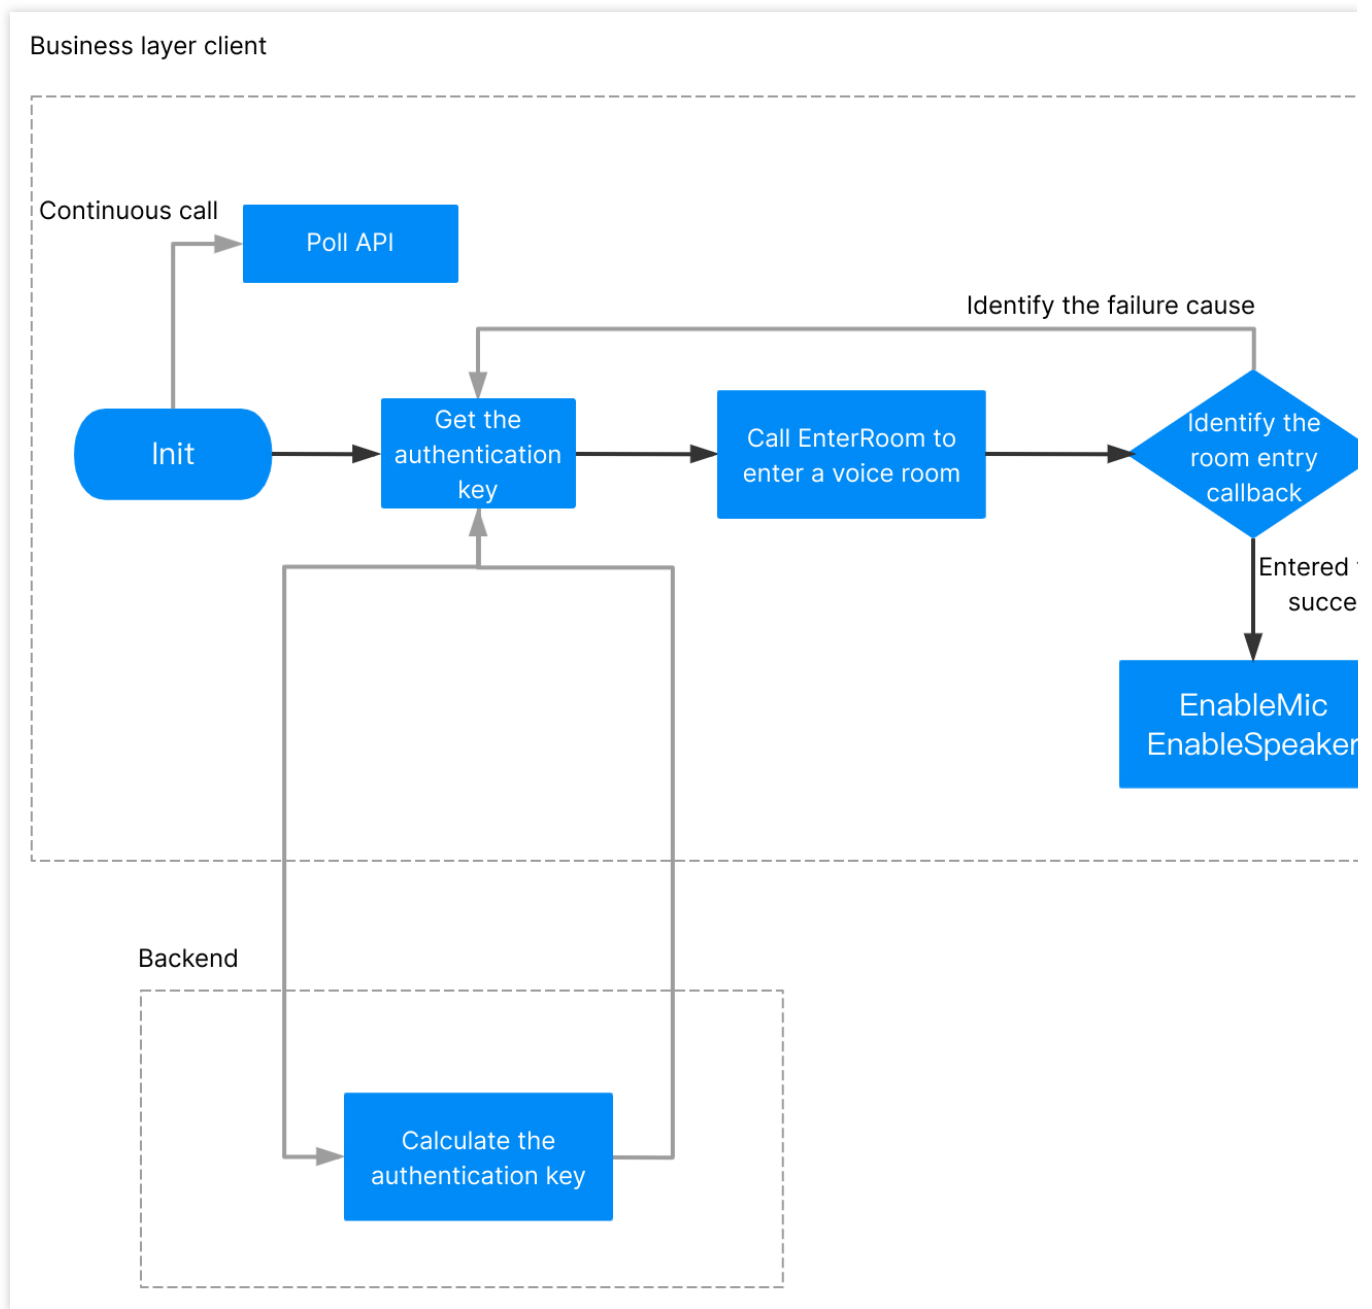 Business layer client
Continuous call
Poll API
Identify the failure cause
Init
Get the
authentication
key
Call EnterRoom to
enter a voice room
Identify the
room entry
callback
Entered
EnableMic
EnableSpeaker
Backend
Calculate the
authentication key